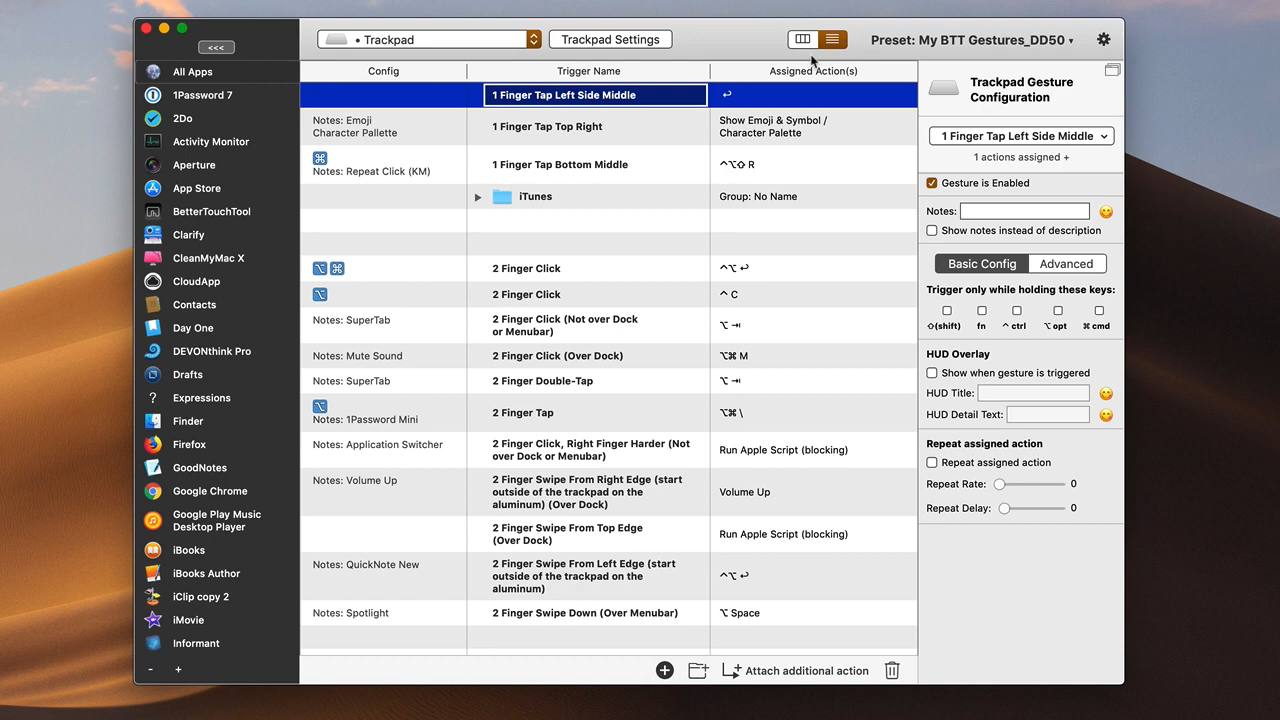 <<<
• Trackpad
Trackpad Settings
Preset: My BTT Gestures_DD50 ▾
All Apps
1Password 7
2Do
Activity Monitor
Aperture
App Store
BetterTouchTool
Clarify
CleanMyMac X
CloudApp
Contacts
Day One
DEVONthink Pro
Drafts
Expressions
Finder
Firefox
GoodNotes
Google Chrome
Google Play Music
Desktop Player
iBooks
iBooks Author
iClip copy 2
iMovie
Informant
- +
Config Trigger Name Assigned Action(s)
1 Finger Tap Left Side Middle ↩
Notes: Emoji
Character Pallette
1 Finger Tap Top Right
Show Emoji & Symbol /
Character Palette
⌘
Notes: Repeat Click (KM)
1 Finger Tap Bottom Middle
^⌥⇧ R
iTunes Group: No Name
⌥ ⌘ 2 Finger Click ^⌥ ↩
⌥ 2 Finger Click ^ C
Notes: SuperTab
2 Finger Click (Not over Dock
or Menubar)
⌥ ⇥
Notes: Mute Sound 2 Finger Click (Over Dock) ⌥⌘ M
Notes: SuperTab 2 Finger Double-Tap ⌥ ⇥
⌥
Notes: 1Password Mini
2 Finger Tap
⌥⌘ \
Notes: Application Switcher
2 Finger Click, Right Finger Harder (Not
over Dock or Menubar)
Run Apple Script (blocking)
Notes: Volume Up
2 Finger Swipe From Right Edge (start
outside of the trackpad on the
aluminum) (Over Dock)
Volume Up
2 Finger Swipe From Top Edge
(Over Dock)
Run Apple Script (blocking)
Notes: QuickNote New
2 Finger Swipe From Left Edge (start
outside of the trackpad on the
aluminum)
^⌥ ↩
Notes: Spotlight 2 Finger Swipe Down (Over Menubar) ⌥ Space
Attach additional action
Trackpad Gesture
Configuration
1 Finger Tap Left Side Middle
1 actions assigned +
Gesture is Enabled
Notes:
Show notes instead of description
Basic Config Advanced
Trigger only while holding these keys:
⇧(shift) fn ^ ctrl ⌥ opt ⌘ cmd
HUD Overlay
Show when gesture is triggered
HUD Title:
HUD Detail Text:
Repeat assigned action
Repeat assigned action
Repeat Rate: 0
Repeat Delay: 0